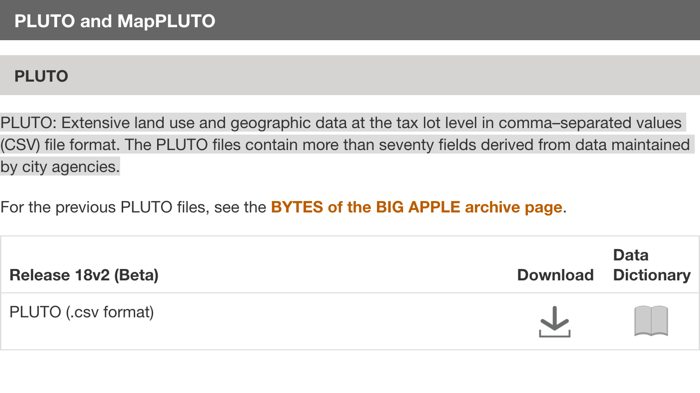 PLUTO and MapPLUTO
PLUTO
PLUTO: Extensive land use and geographic data at the tax lot level in comma–separated values
(CSV) file format. The PLUTO files contain more than seventy fields derived from data maintained
by city agencies.
For the previous PLUTO files, see the BYTES of the BIG APPLE archive page.
Release 18v2 (Beta)
Download
Data
Dictionary
PLUTO (.csv format)